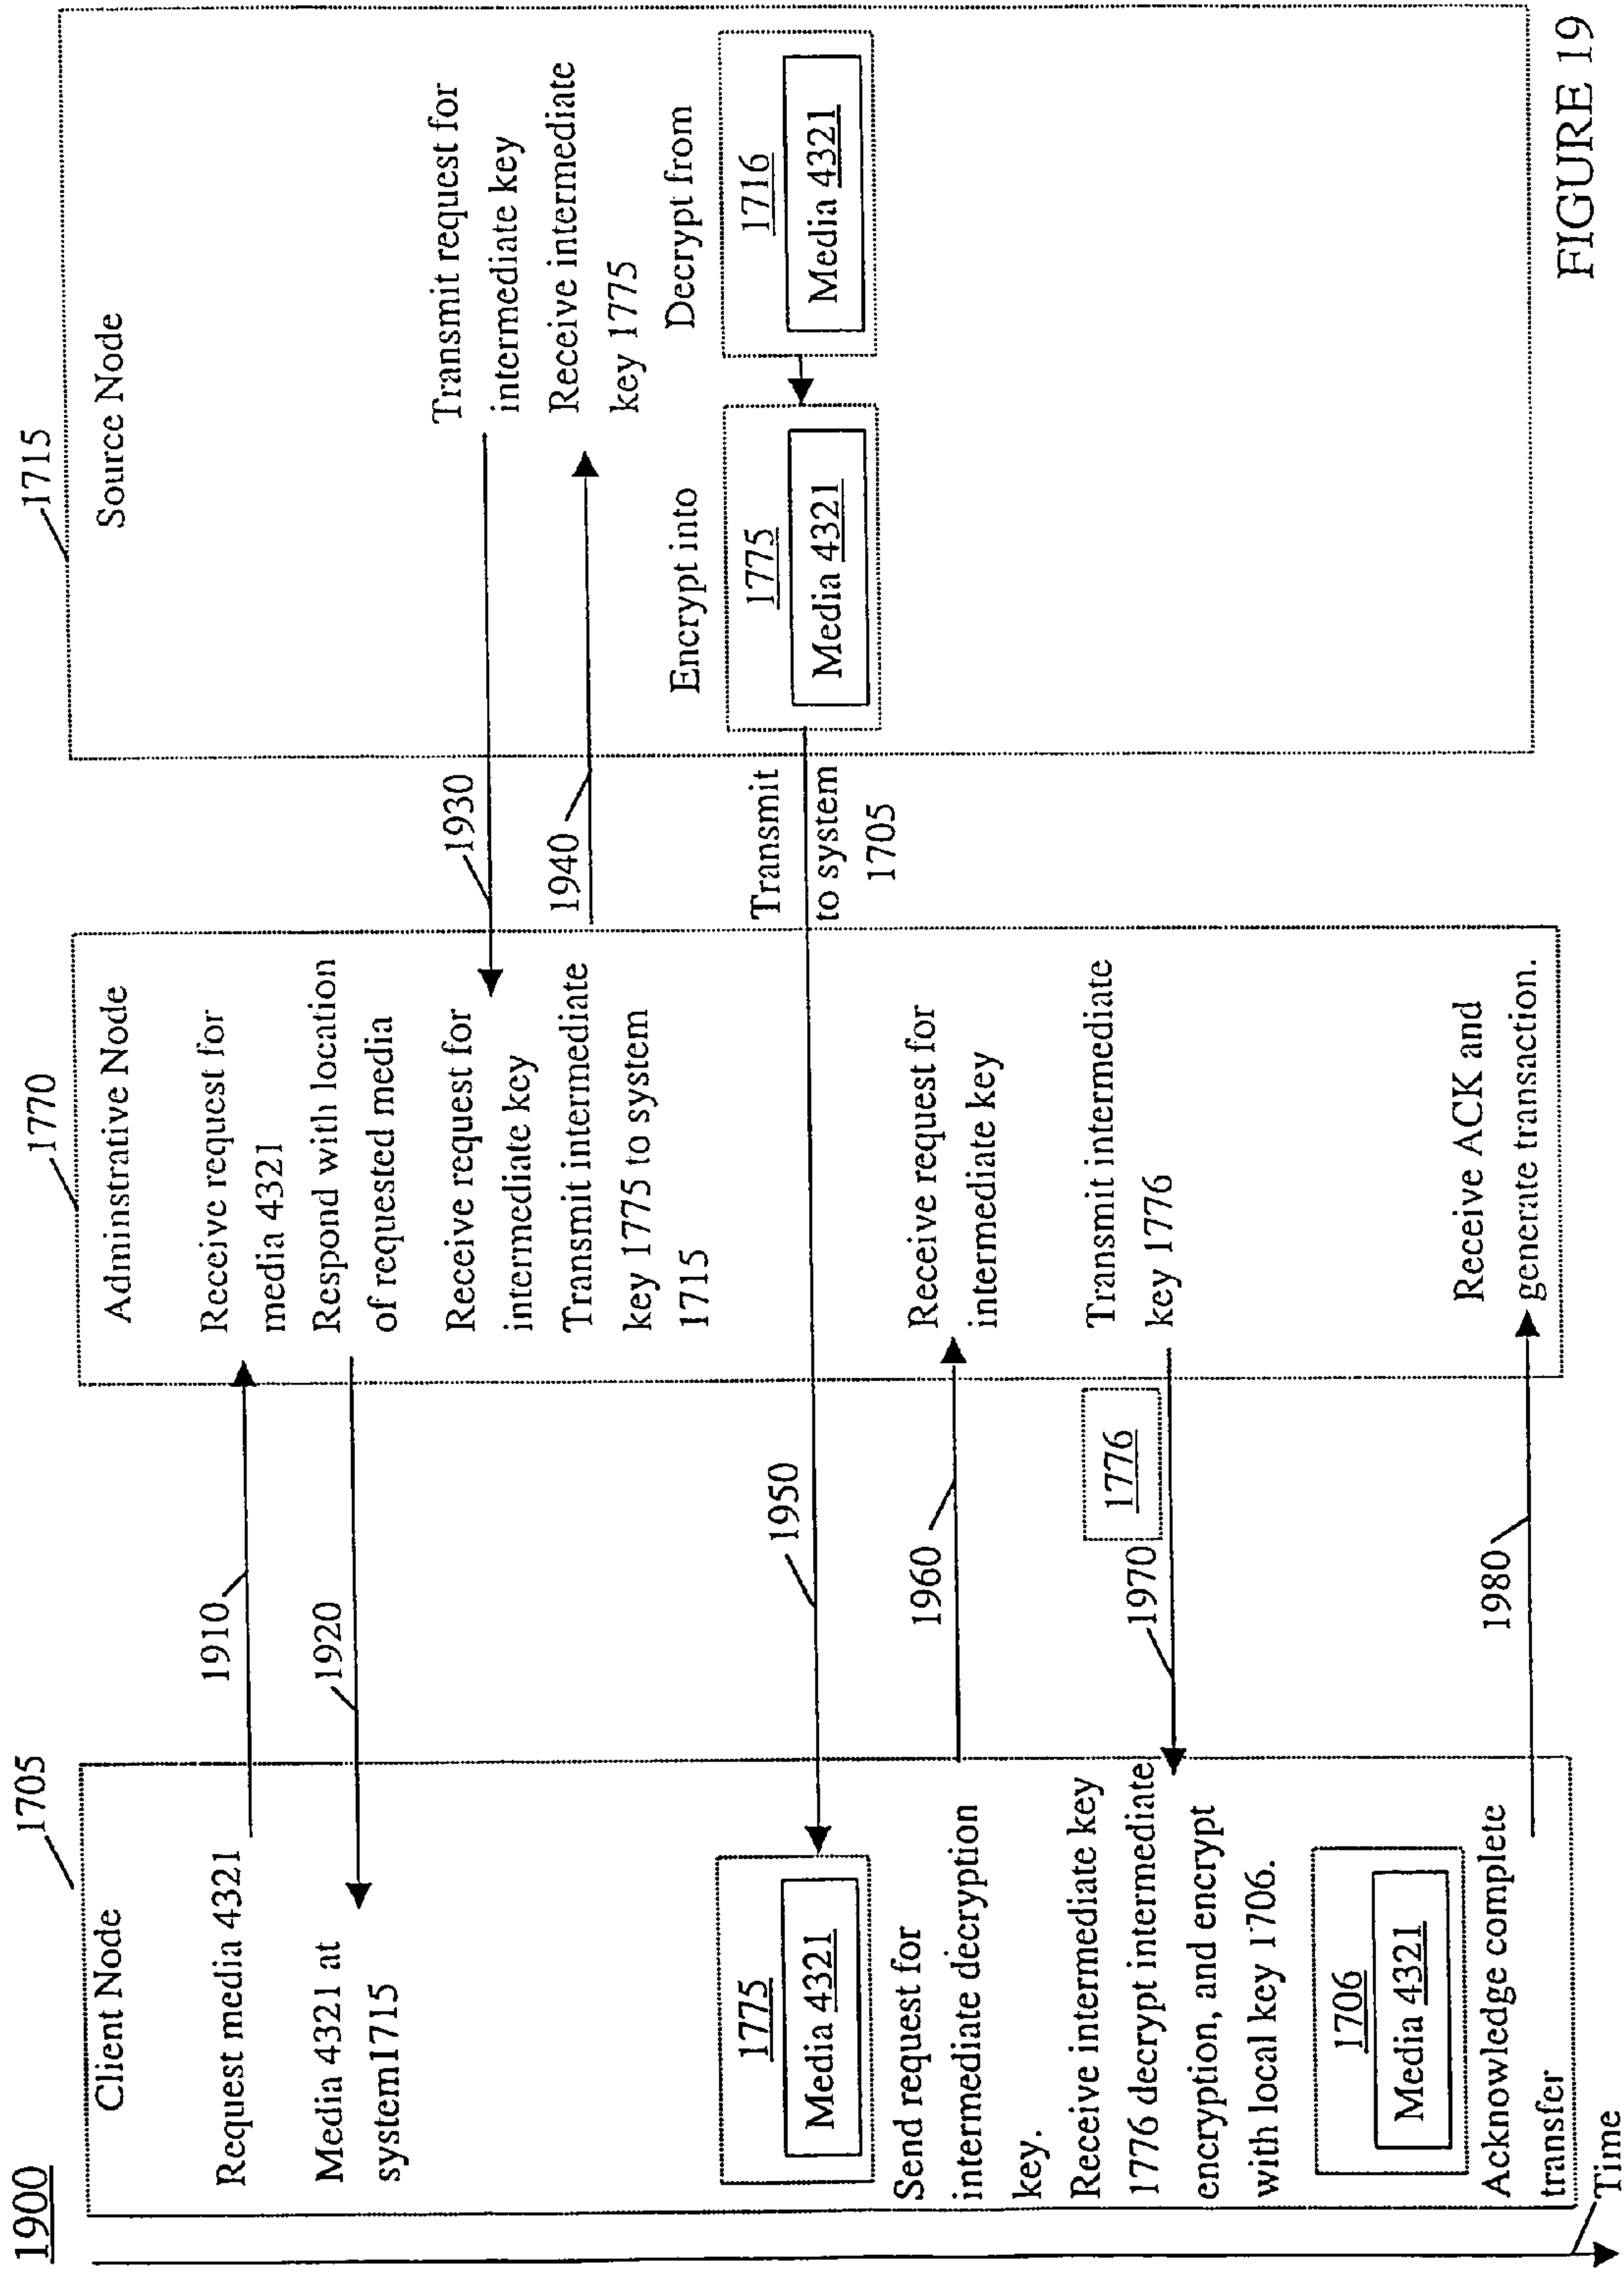 1900
1705
Client Node
Request media 4321
Media 4321 at
system1715
1775
Media 4321
Send request for
intermediate decryption
key.
Receive intermediate key
1776 decrypt intermediate
encryption, and encrypt
with local key 1706.
1706
Media 4321
Acknowledge complete
transfer
Time
1910
1920
1950
1960
1970
1776
1980
1770
Adminstrative Node
Receive request for
media 4321
Respond with location
of requested media
Receive request for
intermediate key
Transmit intermediate
key 1775 to system
1715
Receive request for
intermediate key
Transmit intermediate
key 1776
Receive ACK and
generate transaction.
1930
1940
Transmit
to system
1705
1715
Source Node
Transmit request for
intermediate key
Receive intermediate
key 1775
Encrypt into
1775
Media 4321
Decrypt from
1716
Media 4321
FIGURE 19